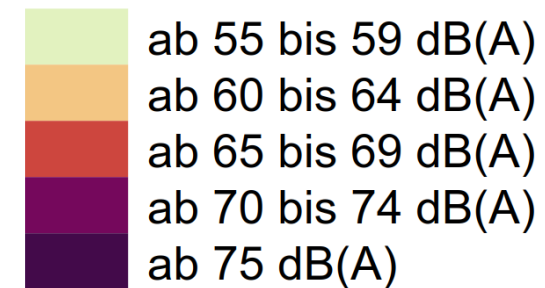 ab 55 bis 59 dB(A)
ab 60 bis 64 dB(A)
ab 65 bis 69 dB(A)
ab 70 bis 74 dB(A)
ab 75 dB(A)